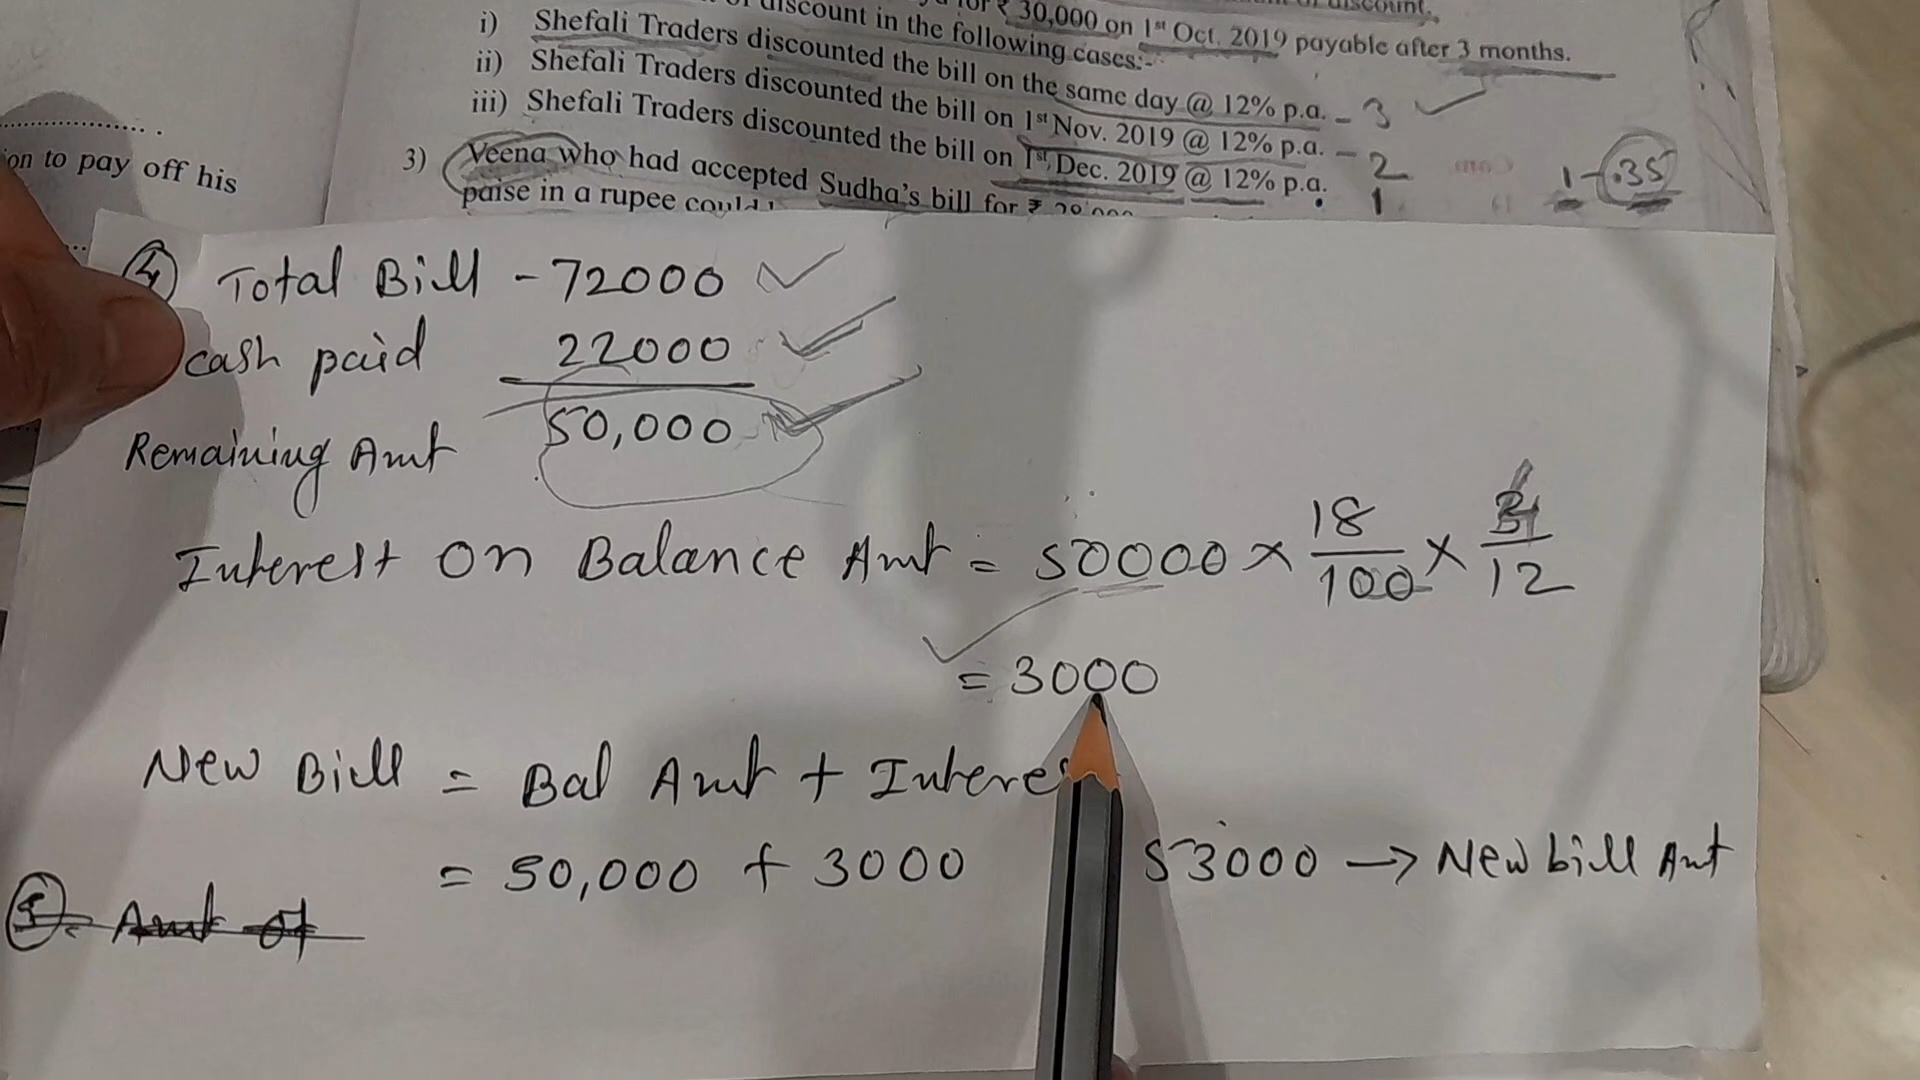 for ₹ 30,000 on 1st Oct. 2019 payable after 3 months.
discount in the following cases:-
i) Shefali Traders discounted the bill on the same day @ 12% p.a. - 3
ii) Shefali Traders discounted the bill on 1st Nov. 2019 @ 12% p.a. - 2
iii) Shefali Traders discounted the bill on 1st Dec. 2019 @ 12% p.a. 1
1-.35
3) Veena who had accepted Sudha's bill for ₹
paise in a rupee
on to pay off his
4 Total Bill - 72000
cash paid 22000
Remaining Amt 50,000
Interest on Balance Amt = 50000 × 18/100 × /12
= 3000
New Bill = Bal Amt + Intere
= 50,000 + 3000 53000 → New bill Amt
5. Amt of